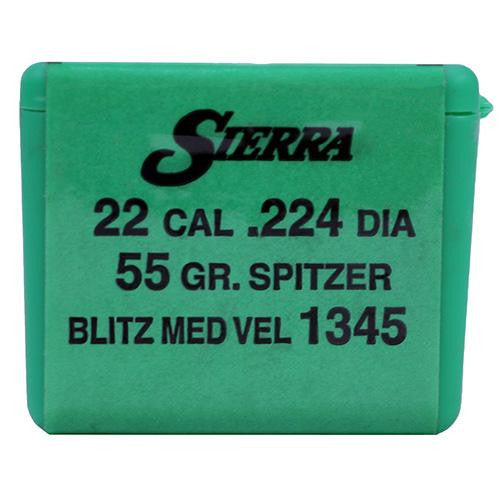 SIERRA
22 CAL .224 DIA
55 GR. SPITZER
BLITZ MED VEL 1345